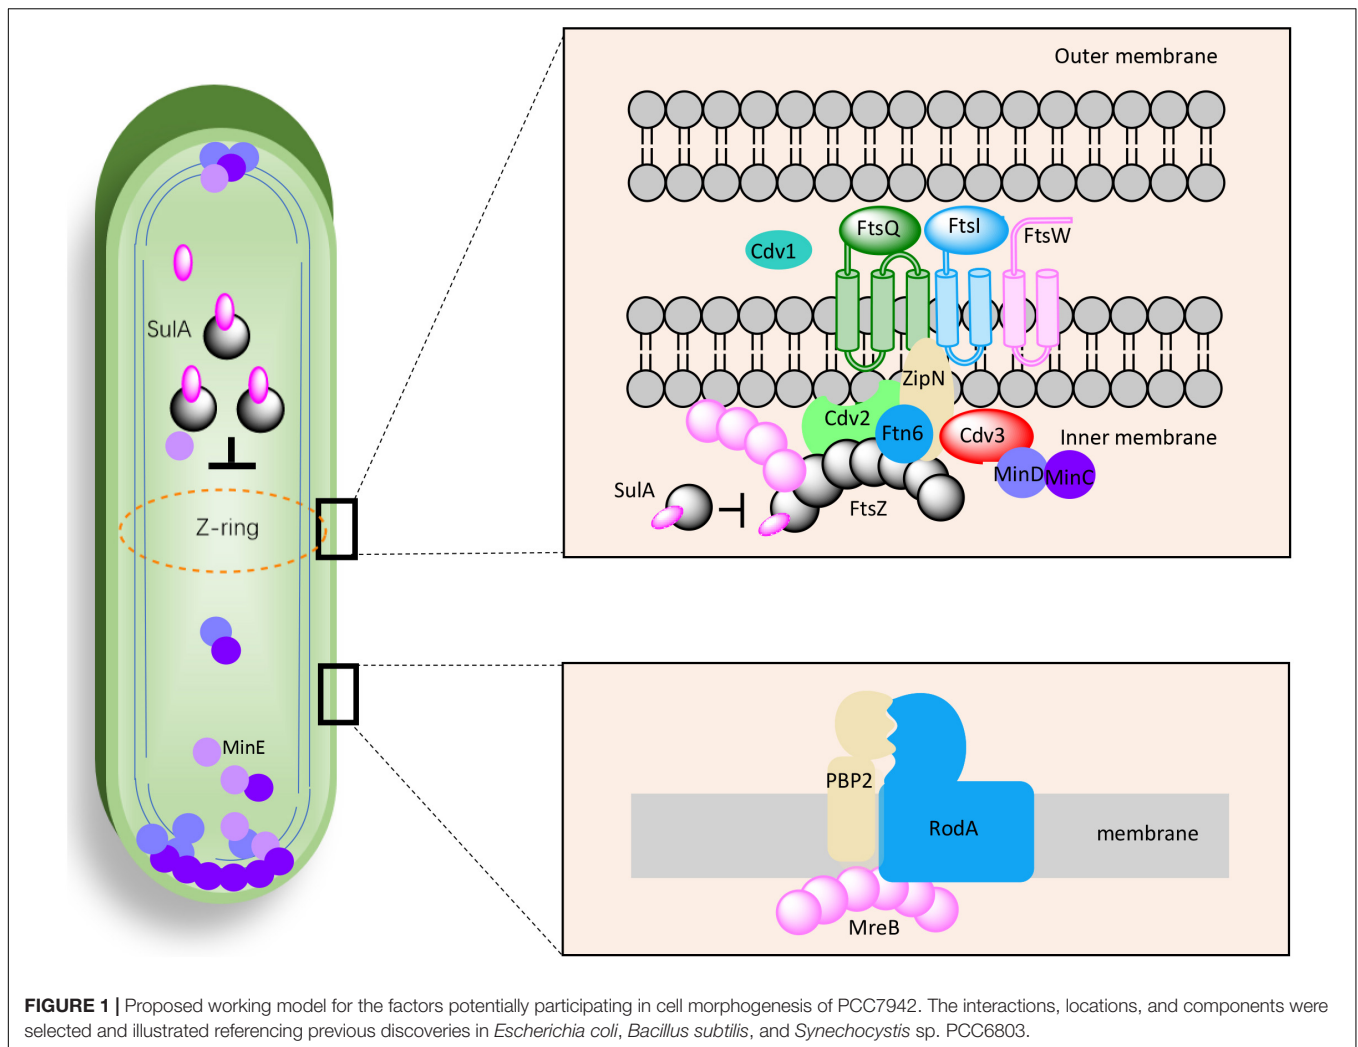 Outer membrane
FtsQ
FtsI
FtsW
Cdv1
SulA
ZipN
Cdv2
Ftn6
Cdv3
Inner membrane
MinD
MinC
SulA
FtsZ
Z-ring
MinE
PBP2
RodA
membrane
MreB
FIGURE 1 | Proposed working model for the factors potentially participating in cell morphogenesis of PCC7942. The interactions, locations, and components were
selected and illustrated referencing previous discoveries in Escherichia coli, Bacillus subtilis, and Synechocystis sp. PCC6803.